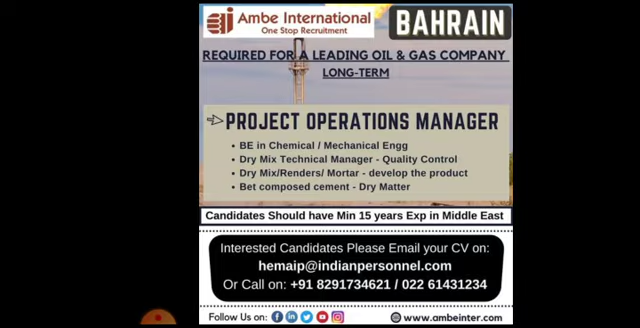 Ambe International
One Stop Recruitment
BAHRAIN
REQUIRED FOR A LEADING OIL & GAS COMPANY
LONG-TERM
PROJECT OPERATIONS MANAGER
• BE in Chemical / Mechanical Engg
• Dry Mix Technical Manager - Quality Control
• Dry Mix/Renders/ Mortar - develop the product
• Bet composed cement - Dry Matter
Candidates Should have Min 15 years Exp in Middle East
Interested Candidates Please Email your CV on:
hemaip@indianpersonnel.com
Or Call on: +91 8291734621 / 022 61431234
Follow Us on:
www.ambeinter.com